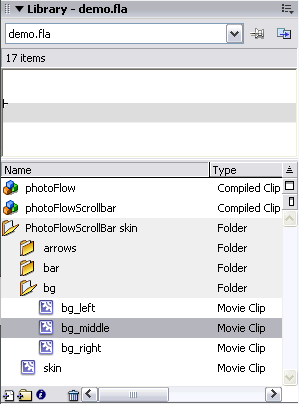 Library - demo.fla
demo.fla
17 items
Name Type
photoFlow Compiled Clip
photoFlowScrollbar Compiled Clip
PhotoFlowScrollBar skin Folder
arrows Folder
bar Folder
bg Folder
bg_left Movie Clip
bg_middle Movie Clip
bg_right Movie Clip
skin Movie Clip